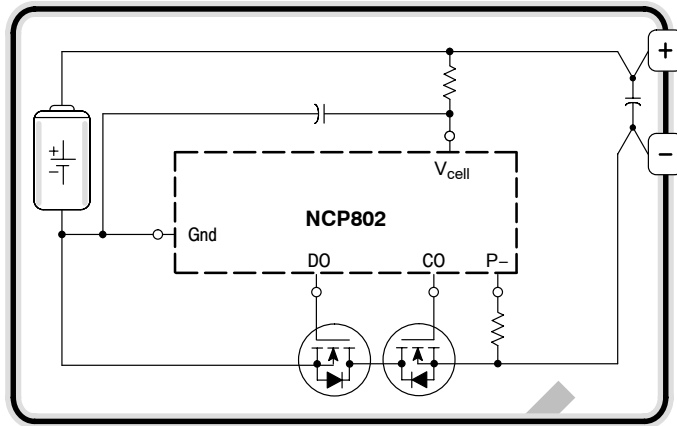 +
V_cell
+
−
−
NCP802
Gnd
DO CO P−